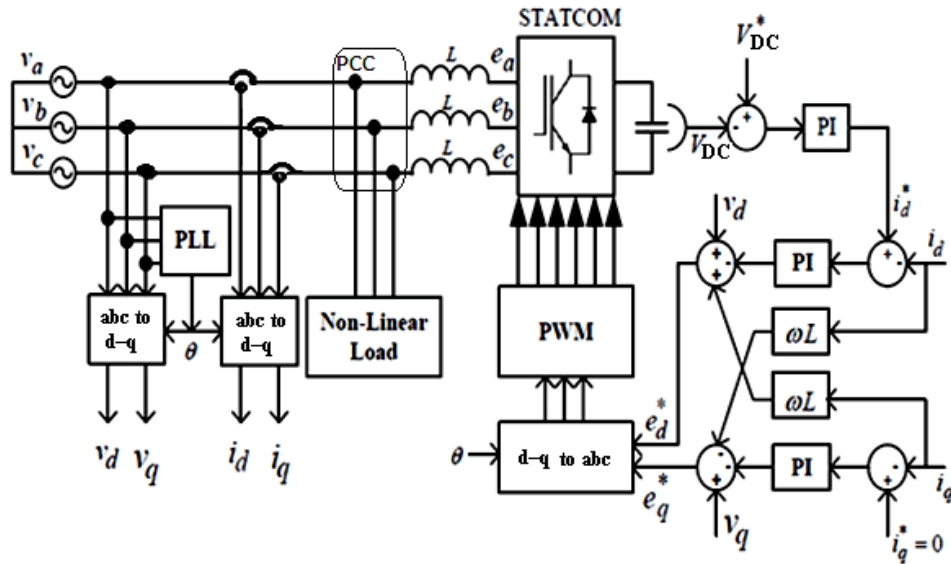 STATCOM
V*DC
va
PCC
L
ea
vb
L
eb
+
-
VDC
PI
vc
L
ec
i*d
vd
id
PLL
+
+
-
PI
+
-
abc to
d-q
θ
abc to
d-q
Non-Linear
Load
PWM
ωL
ωL
e*d
vd
vq
id
iq
θ
d-q to abc
e*q
-
+
-
PI
-
+
iq
vq
i*q = 0